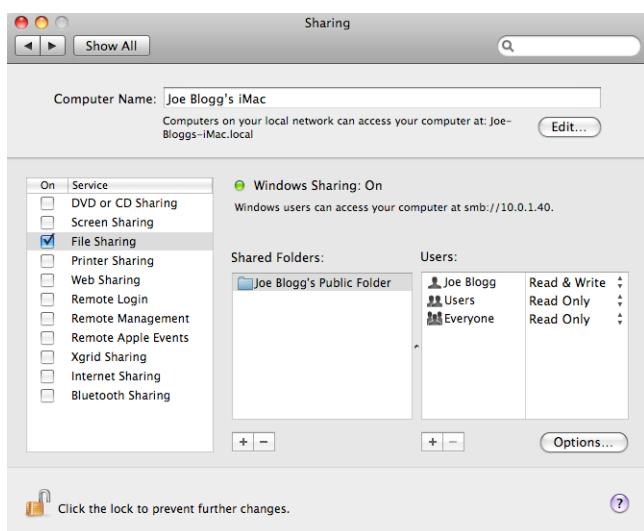 Sharing
Show All
Computer Name: Joe Blogg's iMac
Computers on your local network can access your computer at: Joe-
Bloggs-iMac.local
Edit...
On Service
DVD or CD Sharing
Screen Sharing
File Sharing
Printer Sharing
Web Sharing
Remote Login
Remote Management
Remote Apple Events
Xgrid Sharing
Internet Sharing
Bluetooth Sharing
Windows Sharing: On
Windows users can access your computer at smb://10.0.1.40.
Shared Folders:
Joe Blogg's Public Folder
Users:
Joe Blogg Read & Write
Users Read Only
Everyone Read Only
+ −
+ −
Options...
Click the lock to prevent further changes.
?